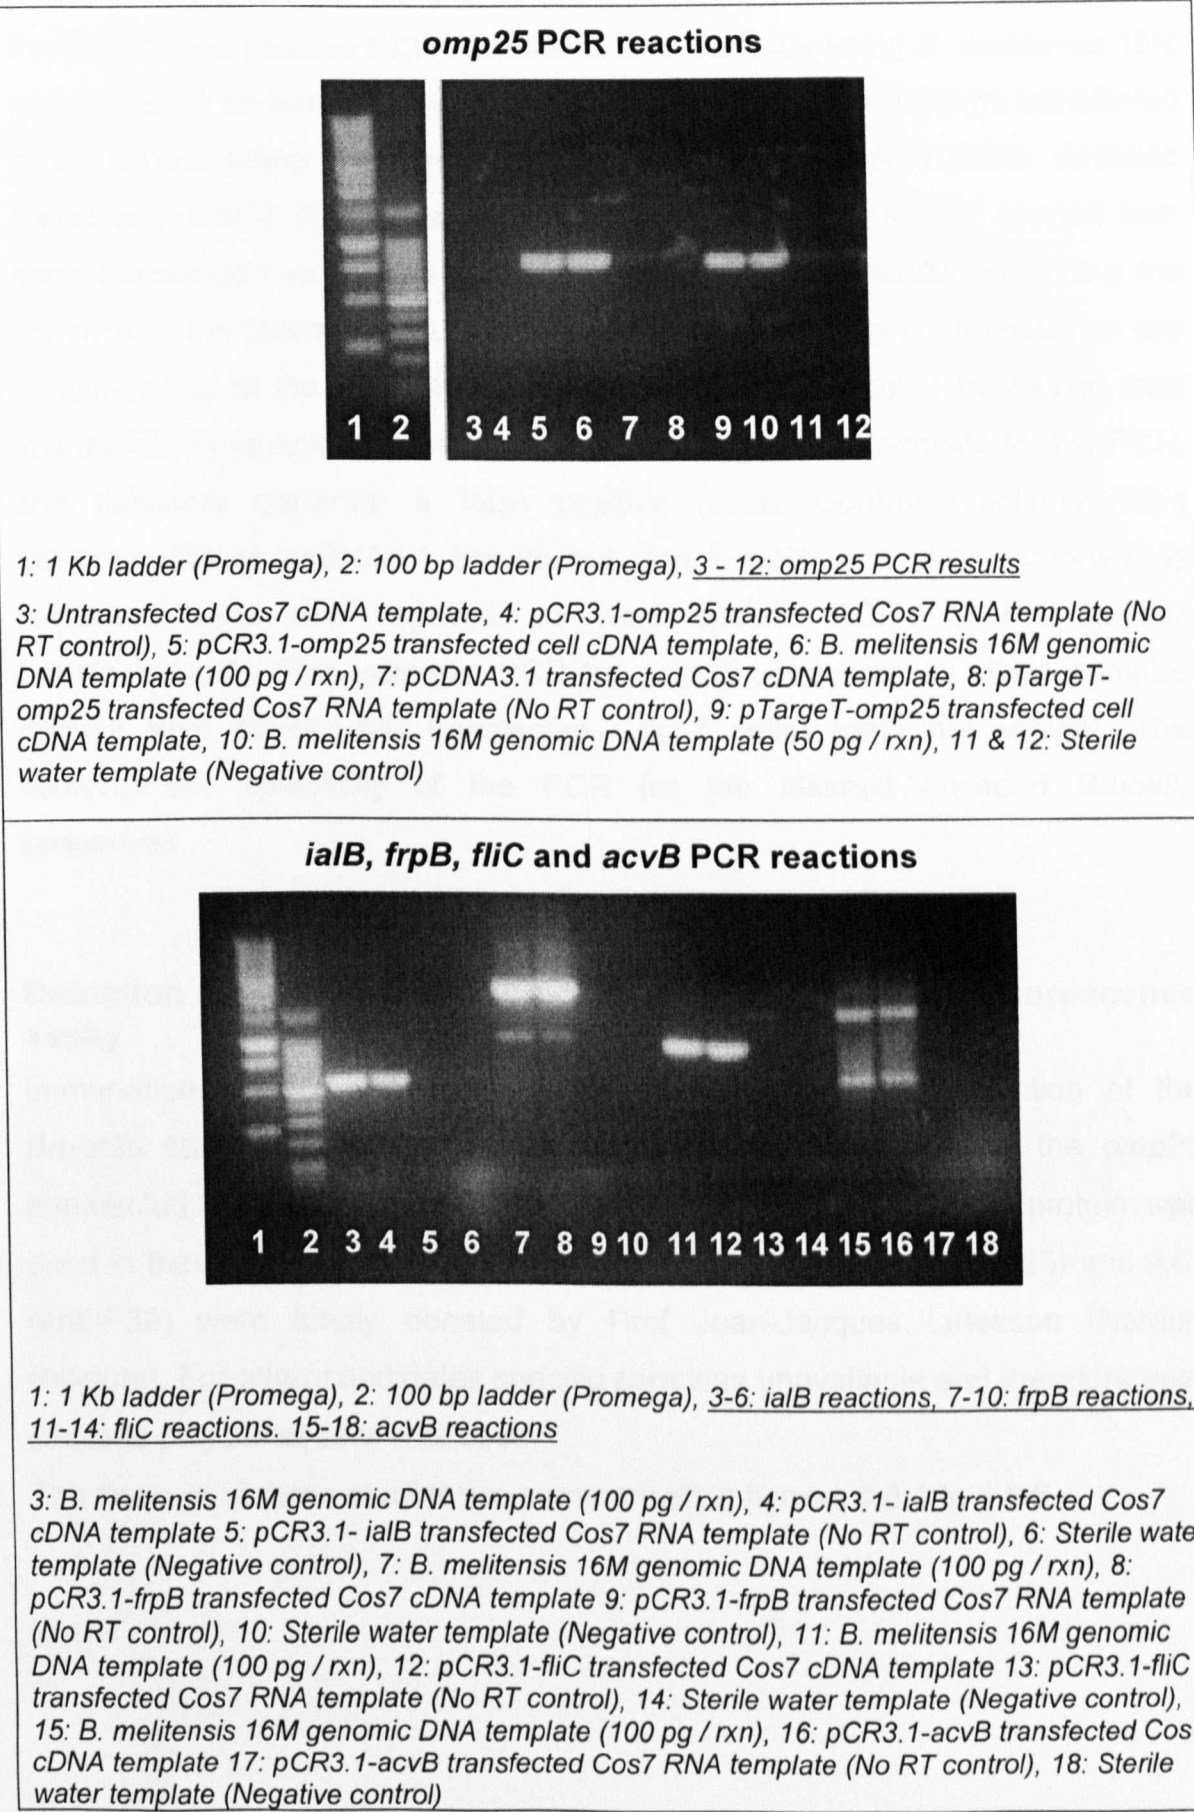 omp25 PCR reactions
1 2 3 4 5 6 7 8 9 10 11 12
1: 1 Kb ladder (Promega), 2: 100 bp ladder (Promega), 3 - 12: omp25 PCR results
3: Untransfected Cos7 cDNA template, 4: pCR3.1-omp25 transfected Cos7 RNA template (No
RT control), 5: pCR3.1-omp25 transfected cell cDNA template, 6: B. melitensis 16M genomic
DNA template (100 pg / rxn), 7: pCDNA3.1 transfected Cos7 cDNA template, 8: pTargeT-
omp25 transfected Cos7 RNA template (No RT control), 9: pTargeT-omp25 transfected cell
cDNA template, 10: B. melitensis 16M genomic DNA template (50 pg / rxn), 11 & 12: Sterile
water template (Negative control)
ialB, frpB, fliC and acvB PCR reactions
1 2 3 4 5 6 7 8 9 10 11 12 13 14 15 16 17 18
1: 1 Kb ladder (Promega), 2: 100 bp ladder (Promega), 3-6: ialB reactions, 7-10: frpB reactions,
11-14: fliC reactions. 15-18: acvB reactions
3: B. melitensis 16M genomic DNA template (100 pg / rxn), 4: pCR3.1- ialB transfected Cos7
cDNA template 5: pCR3.1- ialB transfected Cos7 RNA template (No RT control), 6: Sterile wate
template (Negative control), 7: B. melitensis 16M genomic DNA template (100 pg / rxn), 8:
pCR3.1-frpB transfected Cos7 cDNA template 9: pCR3.1-frpB transfected Cos7 RNA template
(No RT control), 10: Sterile water template (Negative control), 11: B. melitensis 16M genomic
DNA template (100 pg / rxn), 12: pCR3.1-fliC transfected Cos7 cDNA template 13: pCR3.1-fliC
transfected Cos7 RNA template (No RT control), 14: Sterile water template (Negative control),
15: B. melitensis 16M genomic DNA template (100 pg / rxn), 16: pCR3.1-acvB transfected Cos
cDNA template 17: pCR3.1-acvB transfected Cos7 RNA template (No RT control), 18: Sterile
water template (Negative control)